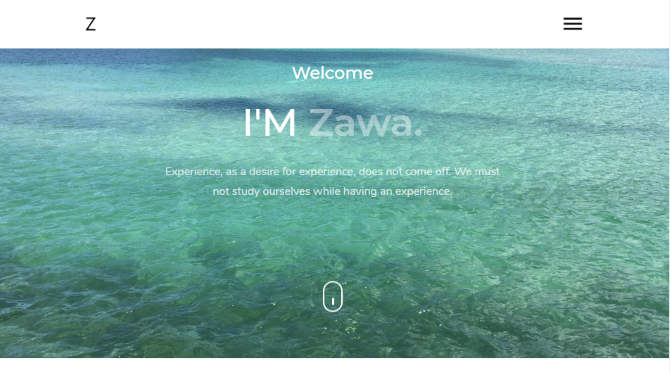 Z
Welcome
I'M Zawa.
Experience, as a desire for experience, does not come off. We must
not study ourselves while having an experience.